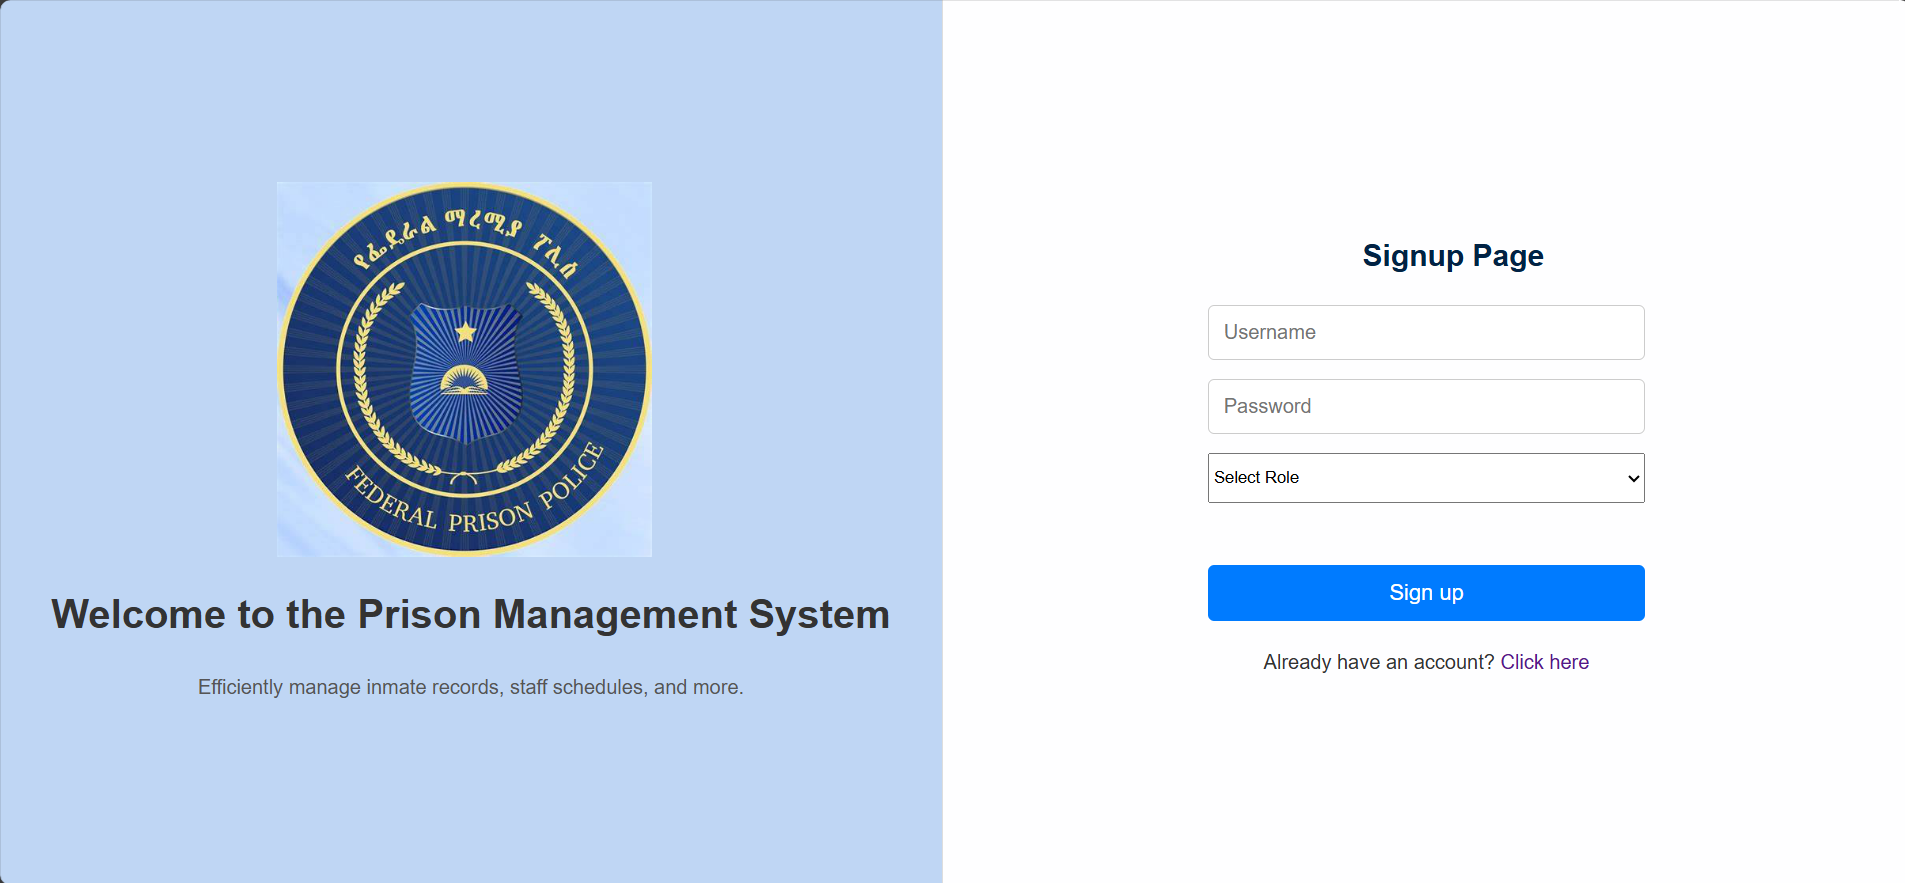 የፌዴራል ማረሚያ ፖሊስ
FEDERAL PRISON POLICE
Welcome to the Prison Management System
Efficiently manage inmate records, staff schedules, and more.
Signup Page
Username
Password
Select Role
Sign up
Already have an account? Click here